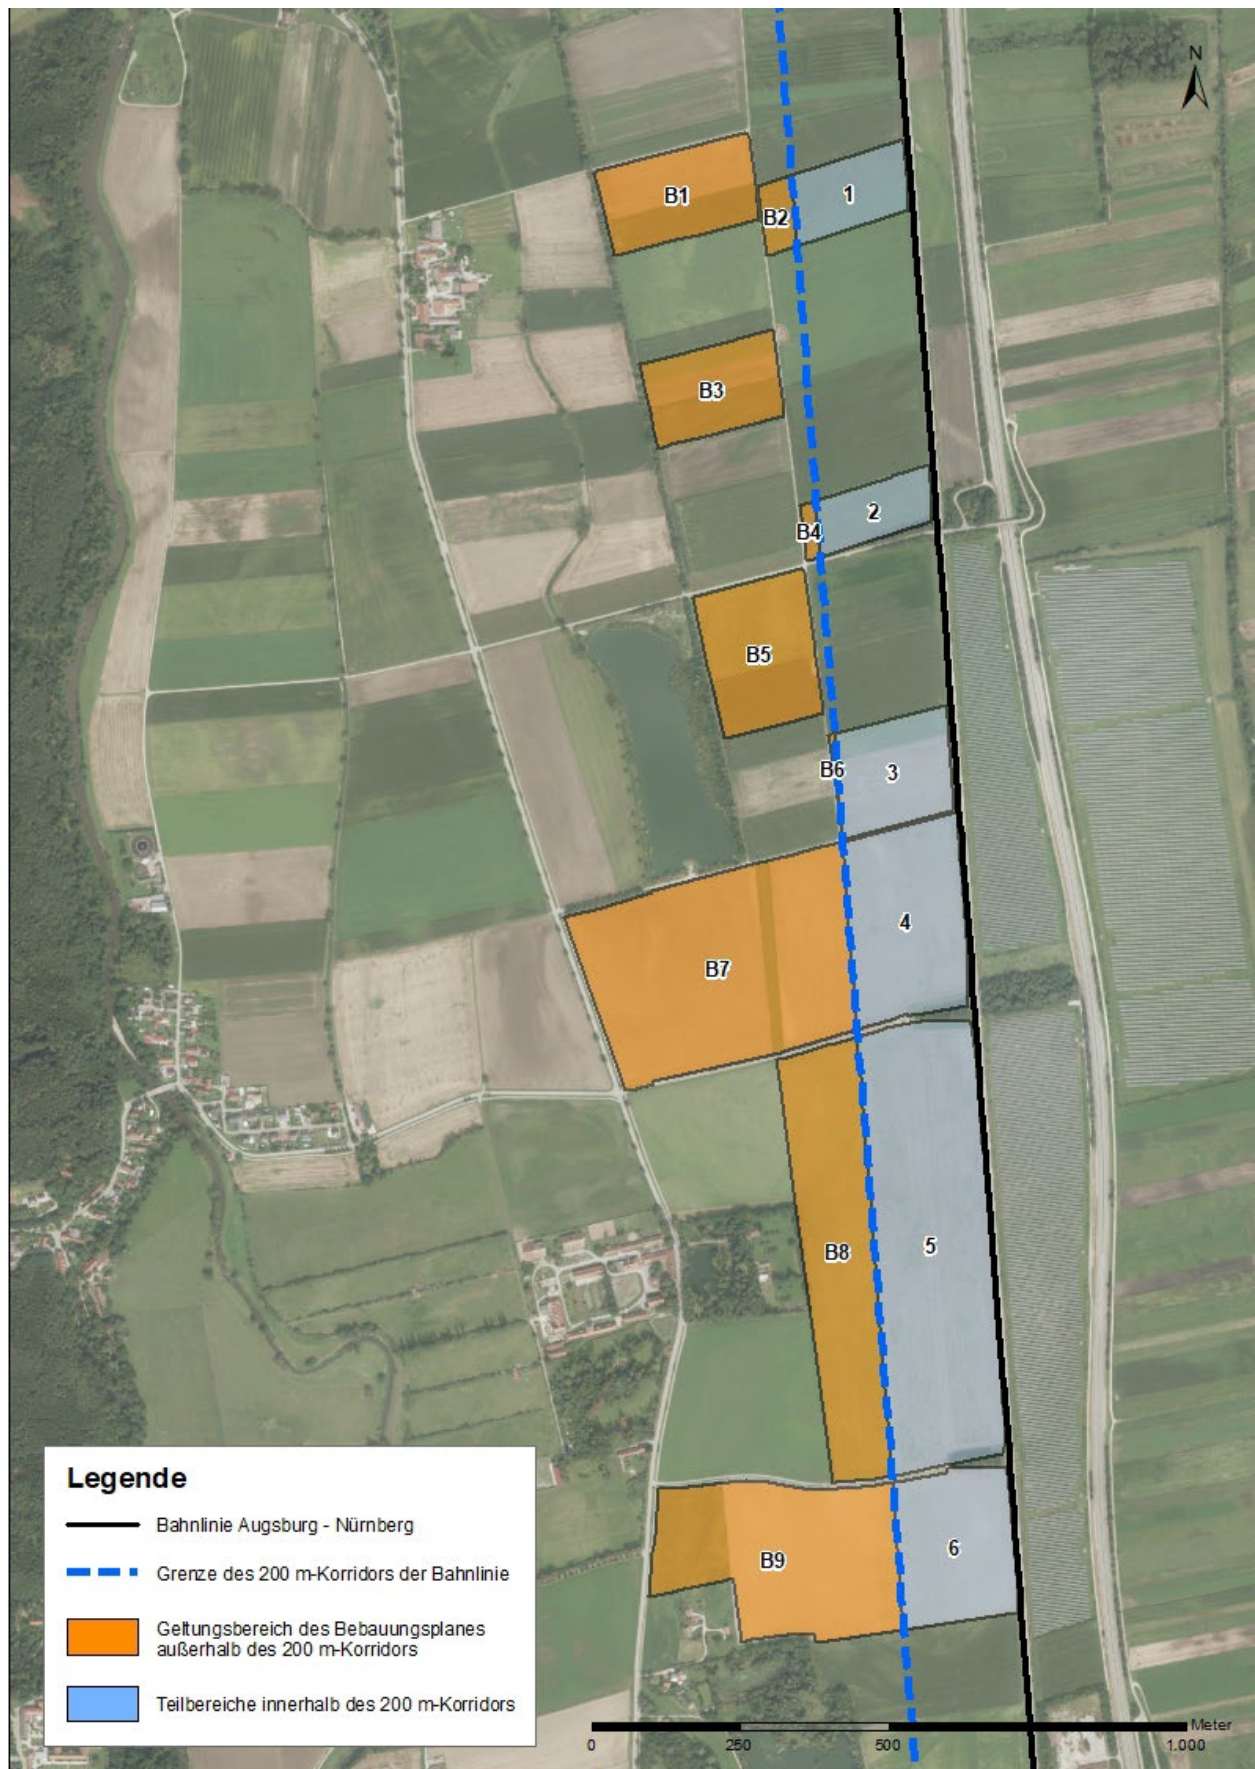 N
B1
B2
1
B3
B4
2
B5
B6
3
4
B7
5
B8
6
B9
Legende
Bahnlinie Augsburg - Nürnberg
Grenze des 200 m-Korridors der Bahnlinie
Geltungsbereich des Bebauungsplanes
außerhalb des 200 m-Korridors
Teilbereiche innerhalb des 200 m-Korridors
Meter
0 250 500 1.000